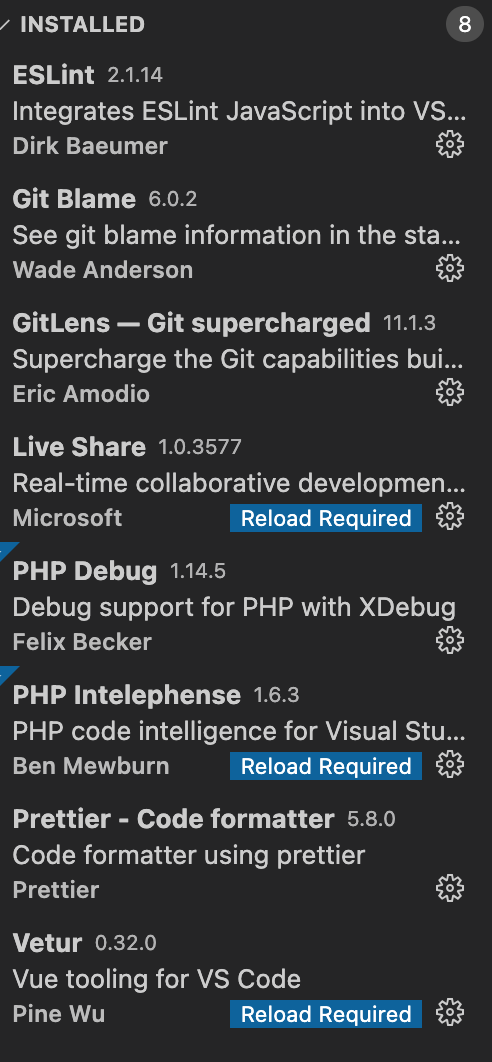 INSTALLED 8
ESLint 2.1.14
Integrates ESLint JavaScript into VS...
Dirk Baeumer
Git Blame 6.0.2
See git blame information in the sta...
Wade Anderson
GitLens — Git supercharged 11.1.3
Supercharge the Git capabilities bui...
Eric Amodio
Live Share 1.0.3577
Real-time collaborative developmen...
Microsoft Reload Required
PHP Debug 1.14.5
Debug support for PHP with XDebug
Felix Becker
PHP Intelephense 1.6.3
PHP code intelligence for Visual Stu...
Ben Mewburn Reload Required
Prettier - Code formatter 5.8.0
Code formatter using prettier
Prettier
Vetur 0.32.0
Vue tooling for VS Code
Pine Wu Reload Required